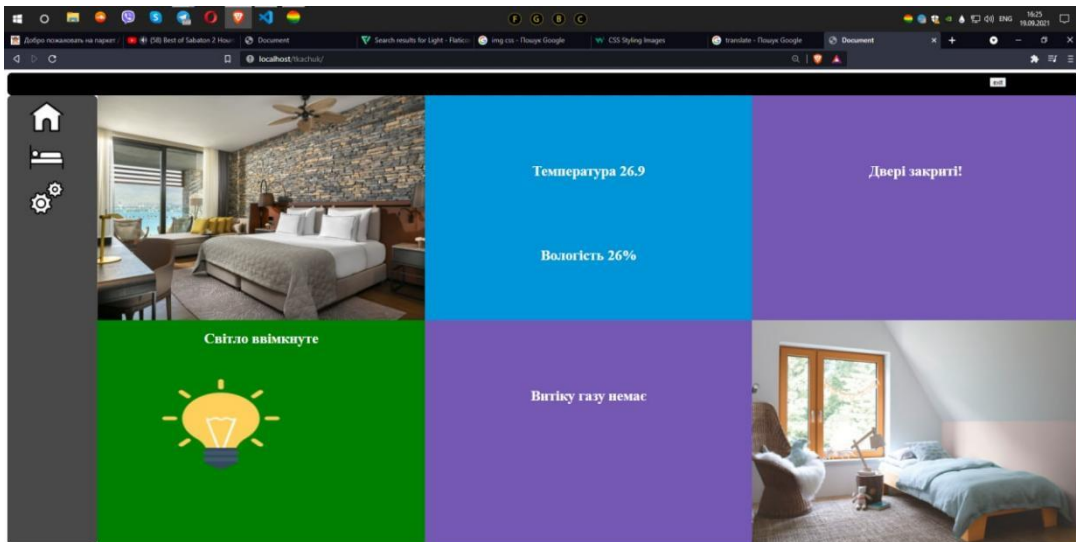 F G B C
ENG
16:25
19.09.2021
Добро пожаловать на паркет /
(58) Best of Sabaton 2 Hour
Document
Search results for Light - Flaticon
img css - Пошук Google
CSS Styling Images
translate - Пошук Google
Document
localhost/tkachuk/
exit
Температура 26.9
Двері закриті!
Вологість 26%
Світло ввімкнуте
Витіку газу немає